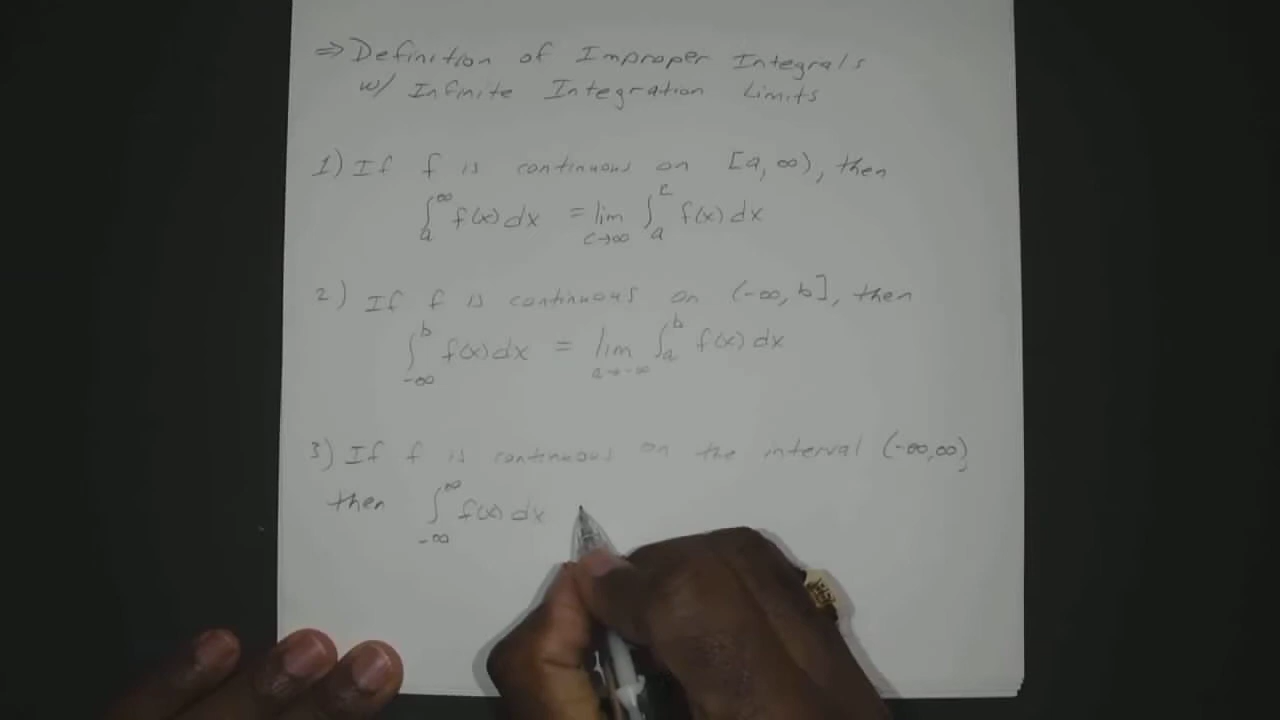 ⇒ Definition of Improper Integrals
w/ Infinite Integration Limits
1) If f is continuous on [a, ∞), then
∫_a^∞ f(x) dx = lim_{c→∞} ∫_a^c f(x) dx
2) If f is continuous on (-∞, b], then
∫_{-∞}^b f(x) dx = lim_{a→-∞} ∫_a^b f(x) dx
3) If f is continuous on the interval (-∞,∞),
then ∫_{-∞}^∞ f(x) dx